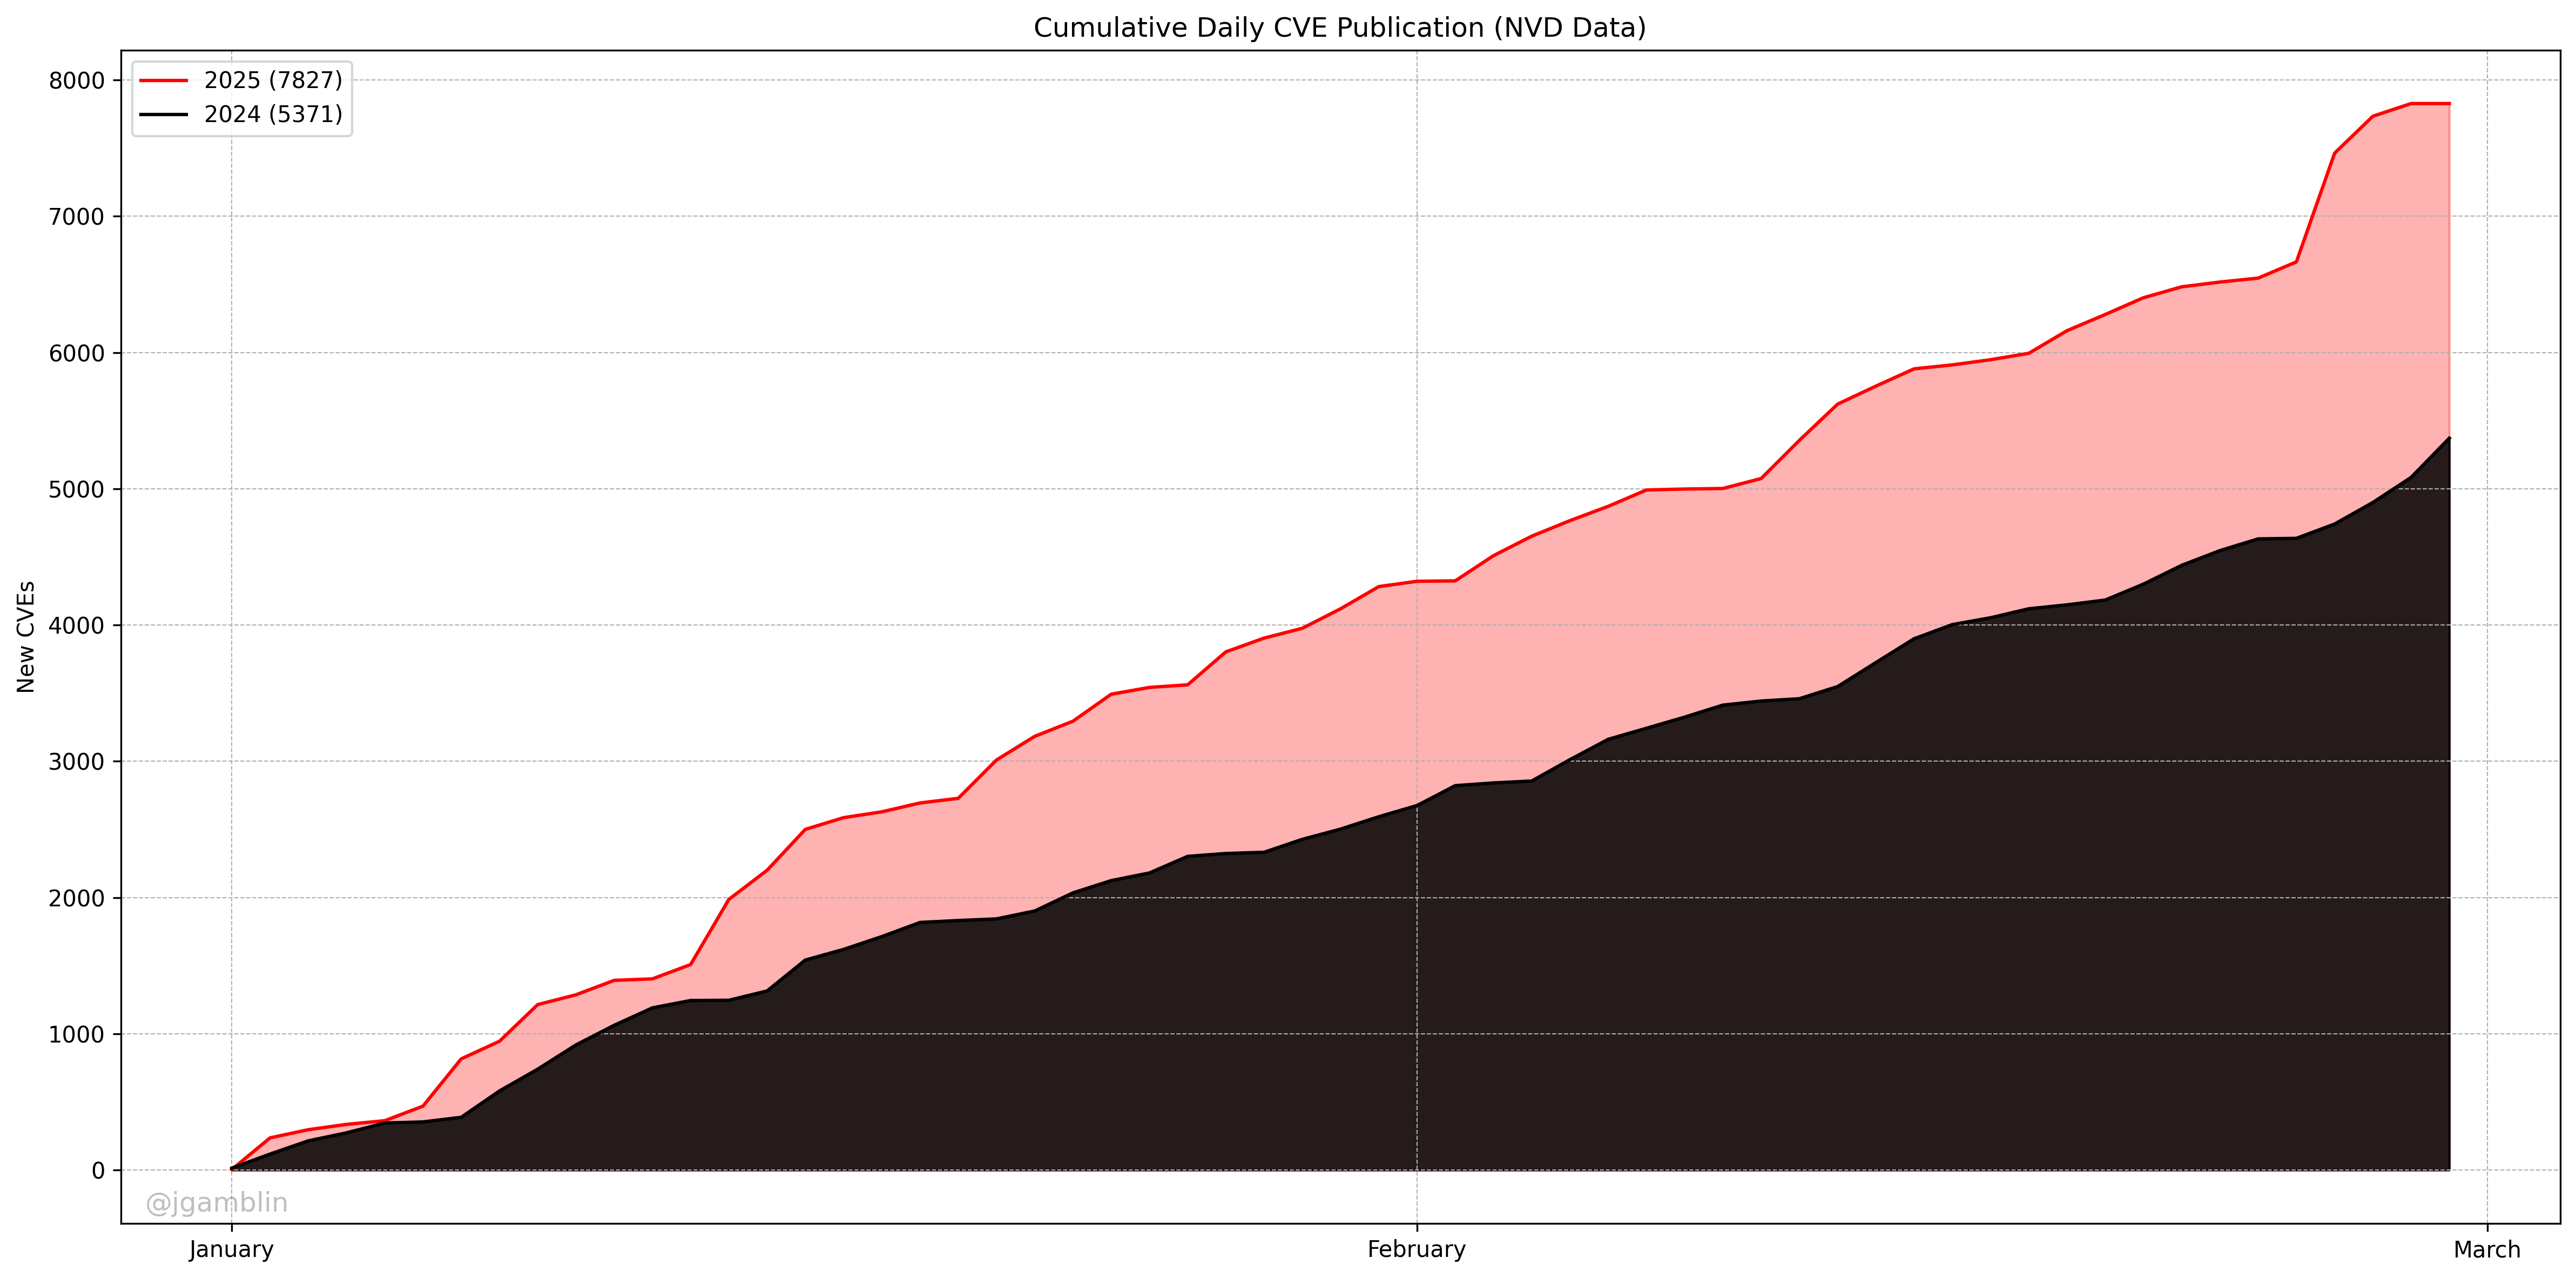 Cumulative Daily CVE Publication (NVD Data)
2025 (7827)
2024 (5371)
New CVEs
8000
7000
6000
5000
4000
3000
2000
1000
0
@jgamblin
January
February
March